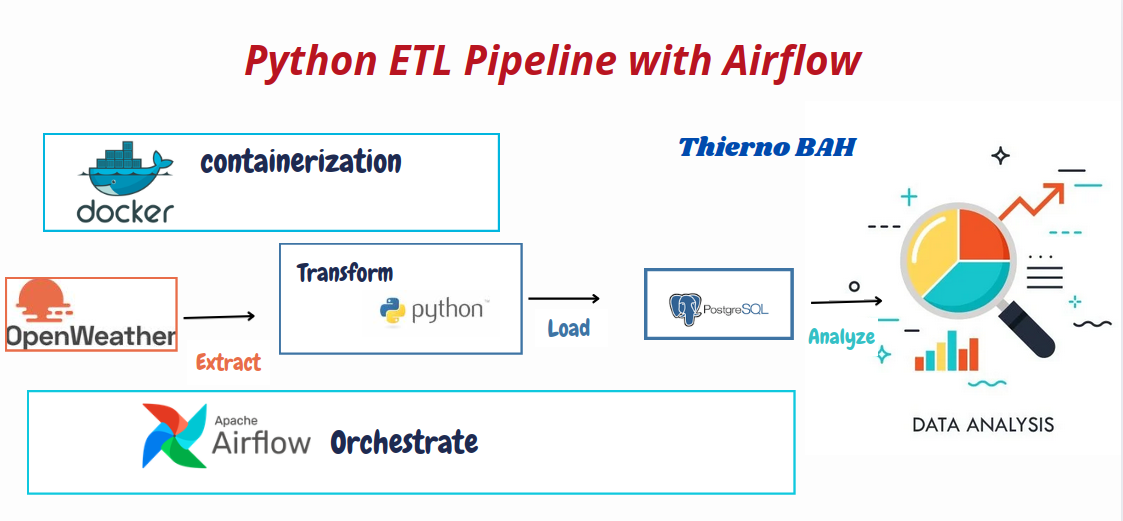 Python ETL Pipeline with Airflow
Thierno BAH
containerization
docker
Transform
python™
OpenWeather
Extract
Load
PostgreSQL
Analyze
Apache
Airflow
Orchestrate
DATA ANALYSIS